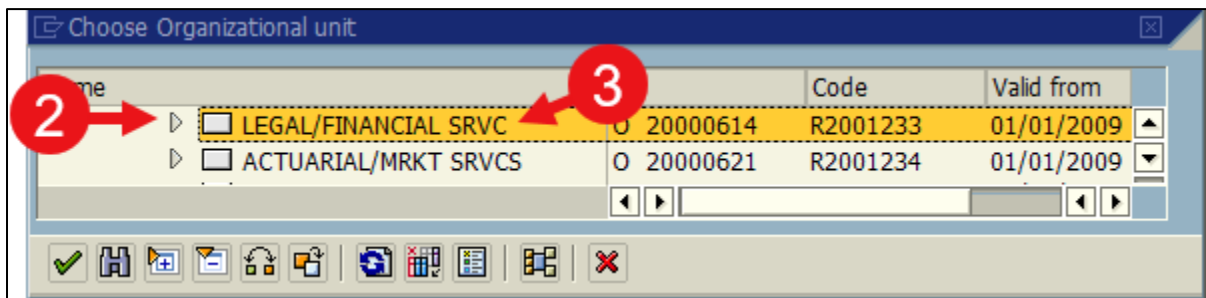 Choose Organizational unit
me Code Valid from
2 3
LEGAL/FINANCIAL SRVC O 20000614 R2001233 01/01/2009
ACTUARIAL/MRKT SRVCS O 20000621 R2001234 01/01/2009